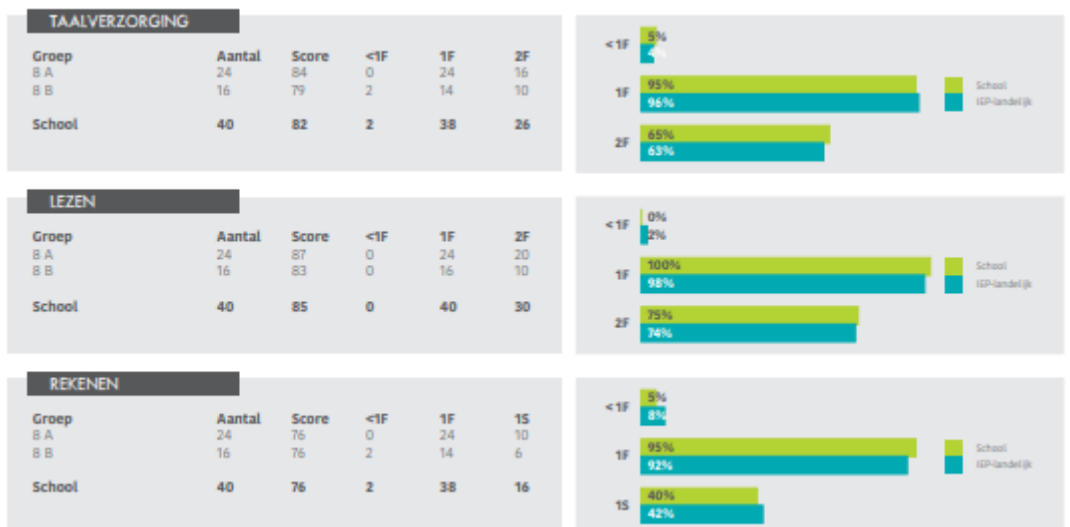 TAALVERZORGING
Groep Aantal Score <1F 1F 2F
8 A 24 84 0 24 16
8 B 16 79 2 14 10
School 40 82 2 38 26
<1F 5%
4%
1F 95%
96%
2F 65%
63%
School
IEP-landelijk
LEZEN
Groep Aantal Score <1F 1F 2F
8 A 24 87 0 24 20
8 B 16 83 0 16 10
School 40 85 0 40 30
<1F 0%
2%
1F 100%
98%
2F 75%
74%
School
IEP-landelijk
REKENEN
Groep Aantal Score <1F 1F 1S
8 A 24 76 0 24 10
8 B 16 76 2 14 6
School 40 76 2 38 16
<1F 5%
8%
1F 95%
92%
1S 40%
42%
School
IEP-landelijk